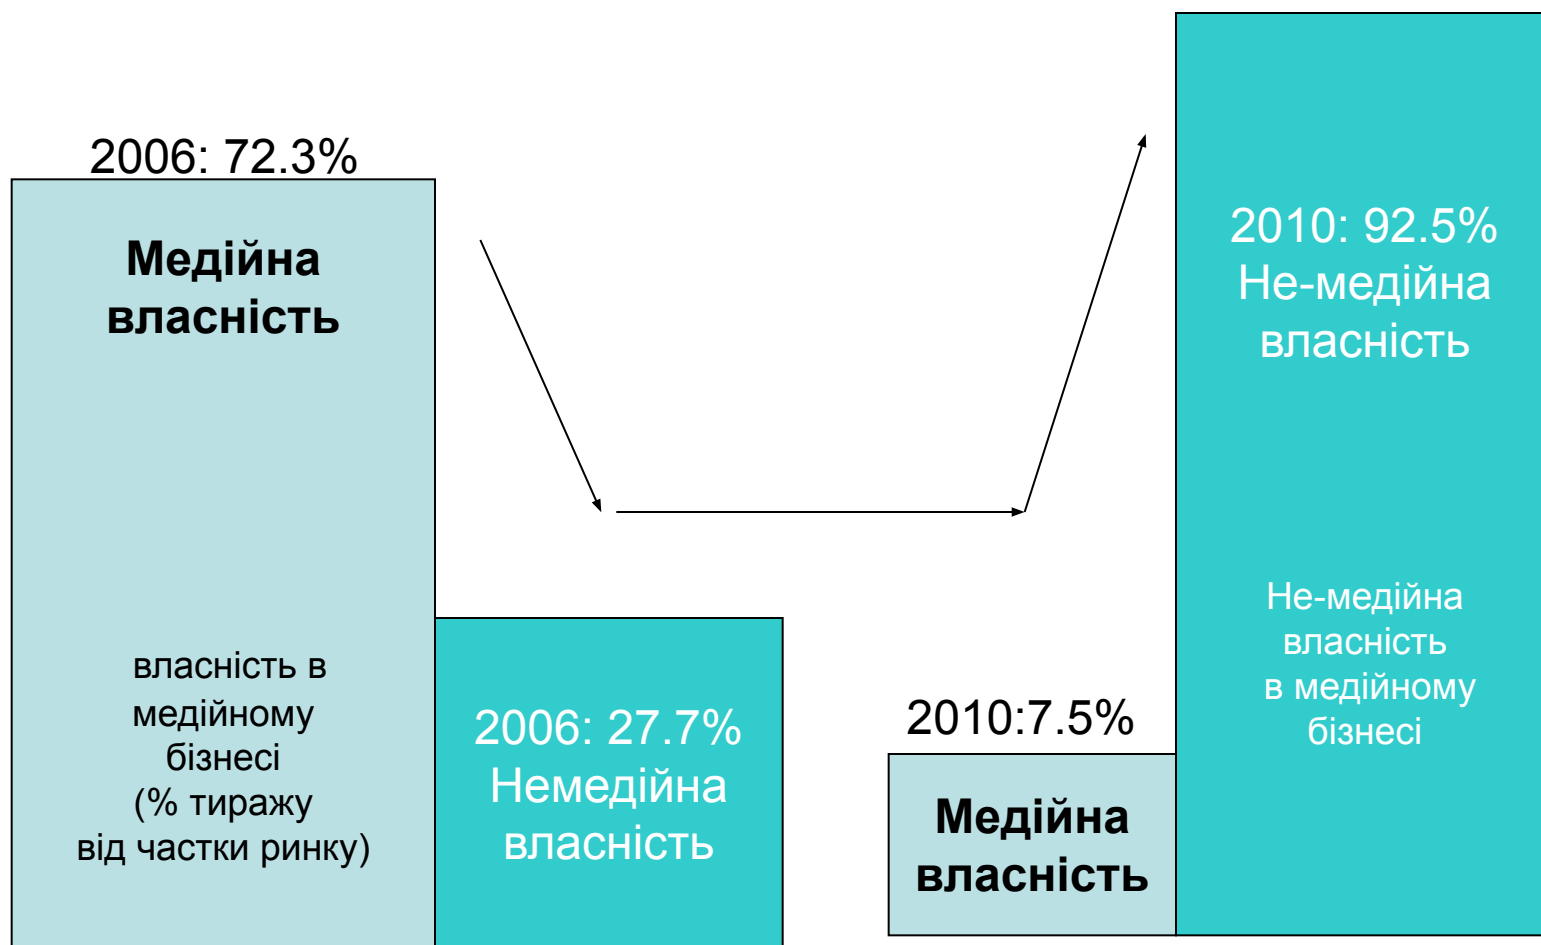 2006: 72.3%
Медійна
власність
власність в
медійному
бізнесі
(% тиражу
від частки ринку)
2006: 27.7%
Немедійна
власність
2010:7.5%
Медійна
власність
2010: 92.5%
Не-медійна
власність
Не-медійна
власність
в медійному
бізнесі